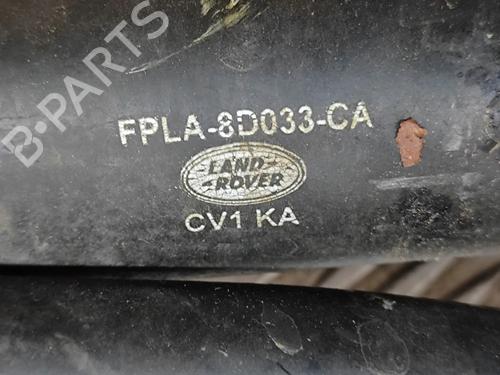 B-PARTS
FPLA-8D033-CA
LAND-
ROVER
CV1 KA